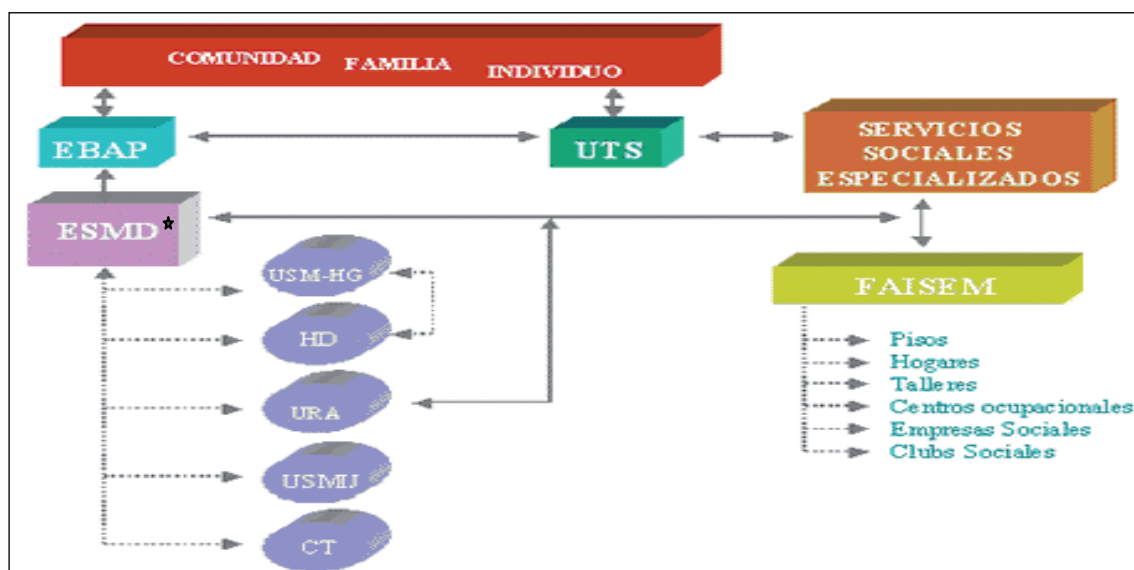 COMUNIDAD FAMILIA INDIVIDUO
EBAP
UTS
SERVICIOS
SOCIALES
ESPECIALIZADOS
ESMD*
USM-HG
HD
URA
USMIJ
CT
FAISEM
Pisos
Hogares
Talleres
Centros ocupacionales
Empresas Sociales
Clubs Sociales